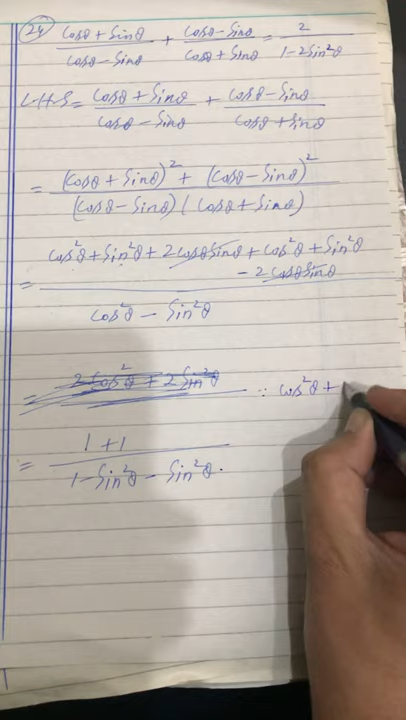 (24) (Cosθ + Sinθ)/(Cosθ - Sinθ) + (Cosθ - Sinθ)/(Cosθ + Sinθ) = 2/(1 - 2Sin²θ)
L.H.S = (Cosθ + Sinθ)/(Cosθ - Sinθ) + (Cosθ - Sinθ)/(Cosθ + Sinθ)
= ((Cosθ + Sinθ)² + (Cosθ - Sinθ)²)/((Cosθ - Sinθ)(Cosθ + Sinθ))
= (Cos²θ + Sin²θ + 2CosθSinθ + Cos²θ + Sin²θ - 2CosθSinθ)/(Cos²θ - Sin²θ)
= 2Cos²θ + 2Sin²θ ∵ Cos²θ +
= (1 + 1)/(1 - Sin²θ - Sin²θ).